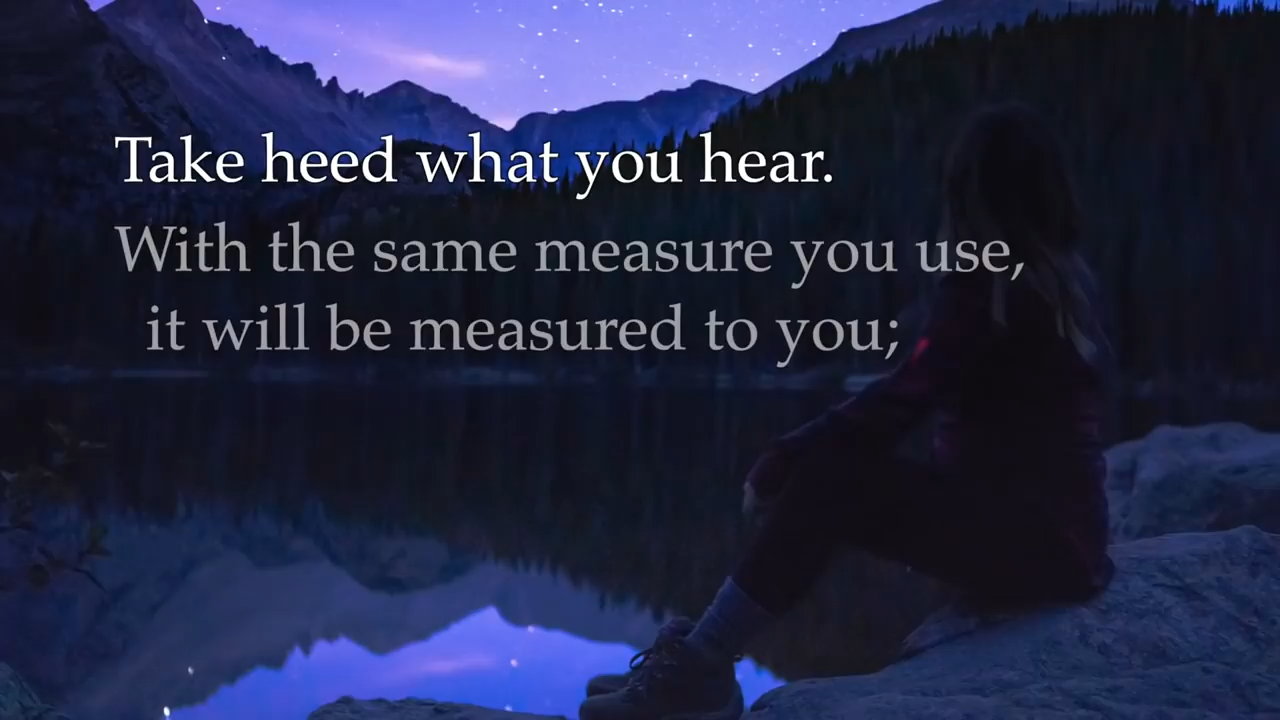 Take heed what you hear.
With the same measure you use,
it will be measured to you;